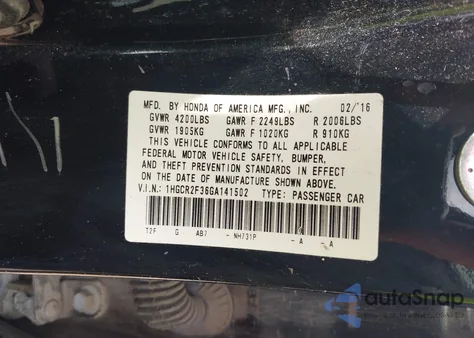 MFD. BY HONDA OF AMERICA MFG., INC. 02/'16
GVWR 4200LBS GAWR F 2249LBS R 2006LBS
GVWR 1905KG GAWR F 1020KG R 910KG
THIS VEHICLE CONFORMS TO ALL APPLICABLE
FEDERAL MOTOR VEHICLE SAFETY, BUMPER,
AND THEFT PREVENTION STANDARDS IN EFFECT
ON THE DATE OF MANUFACTURE SHOWN ABOVE.
V.I.N.: 1HGCR2F36GA141502 TYPE: PASSENGER CAR
T2F G AB7 - NH731P - A - A
autoSnap